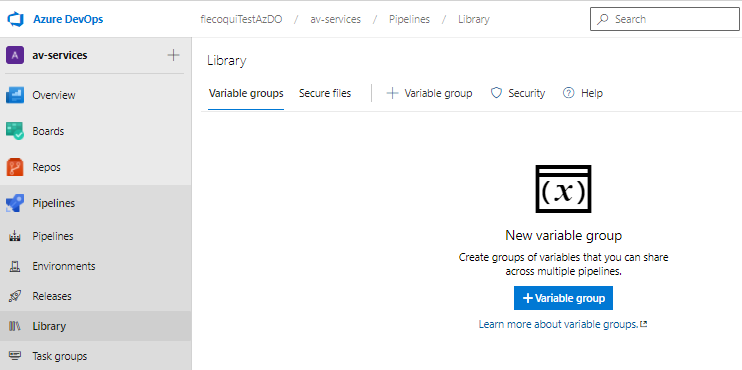 Azure DevOps
fiecoquiTestAzDO / av-services / Pipelines / Library
Search
A av-services +
Overview
Boards
Repos
Pipelines
Pipelines
Environments
Releases
Library
Task groups
Library
Variable groups Secure files + Variable group Security ? Help
(x)
New variable group
Create groups of variables that you can share
across multiple pipelines.
+ Variable group
Learn more about variable groups.